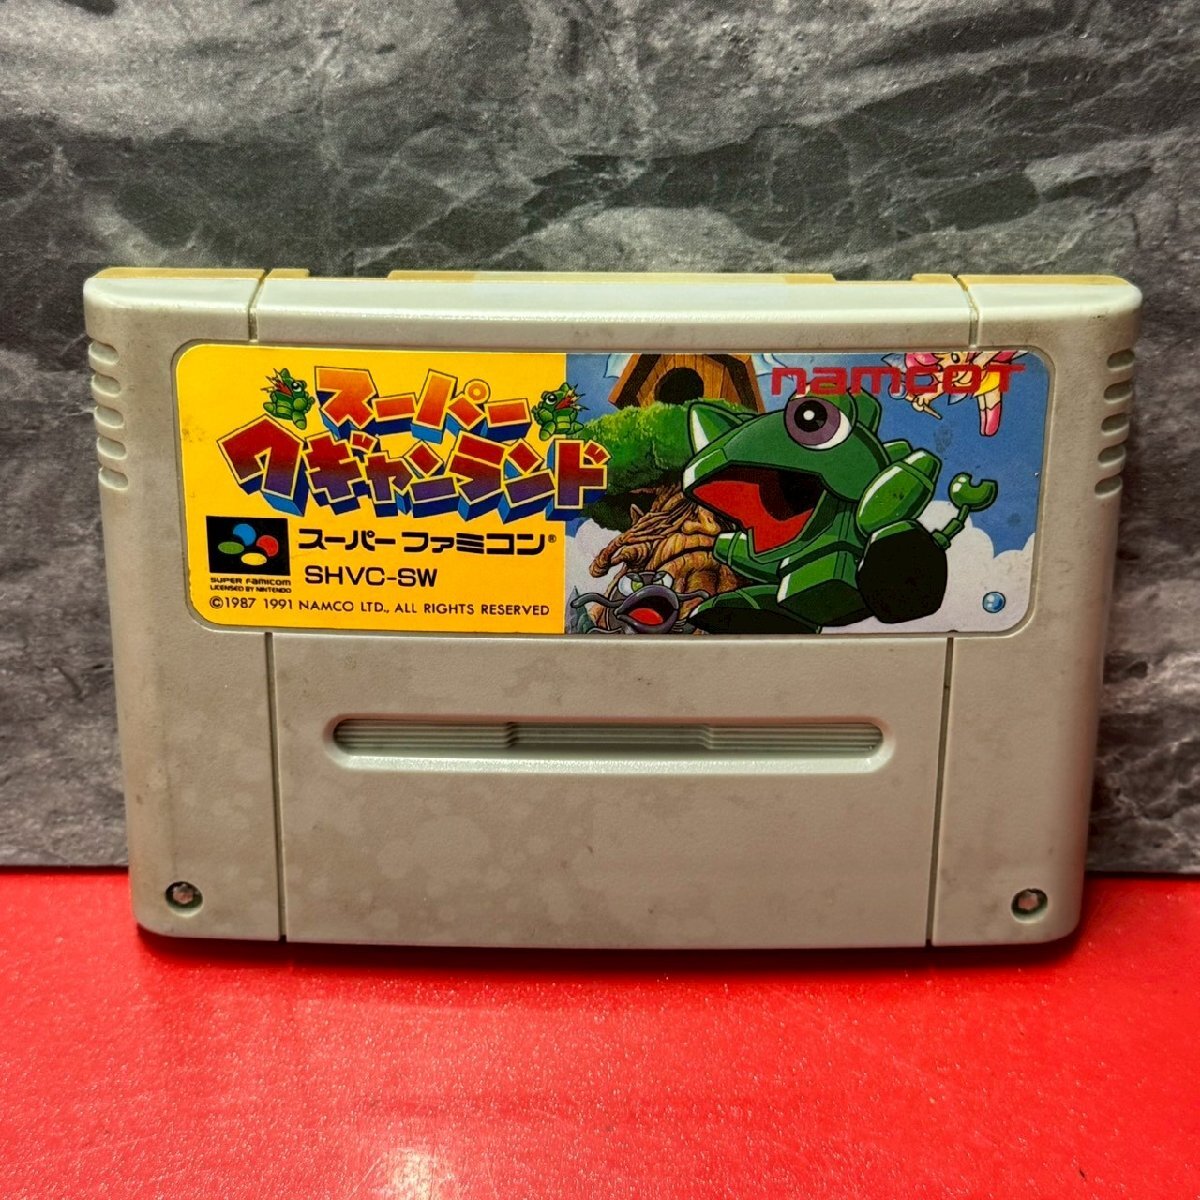 スーパー
ワギャンランド
namcoT
スーパーファミコン®
SUPER FAMICOM
LICENSED BY NINTENDO
SHVC-SW
©1987 1991 NAMCO LTD., ALL RIGHTS RESERVED